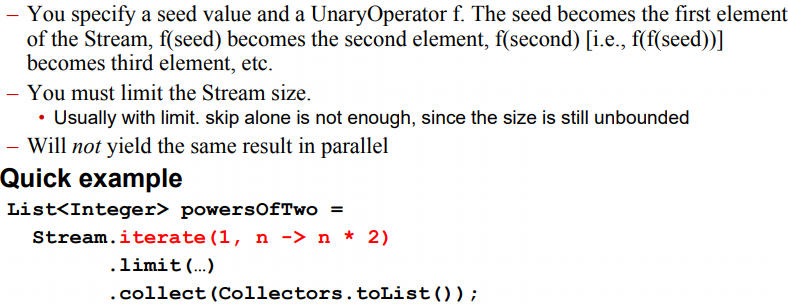 – You specify a seed value and a UnaryOperator f. The seed becomes the first element
of the Stream, f(seed) becomes the second element, f(second) [i.e., f(f(seed))]
becomes third element, etc.
– You must limit the Stream size.
• Usually with limit. skip alone is not enough, since the size is still unbounded
– Will not yield the same result in parallel
Quick example
List<Integer> powersOfTwo =
Stream.iterate(1, n -> n * 2)
.limit(…)
.collect(Collectors.toList());